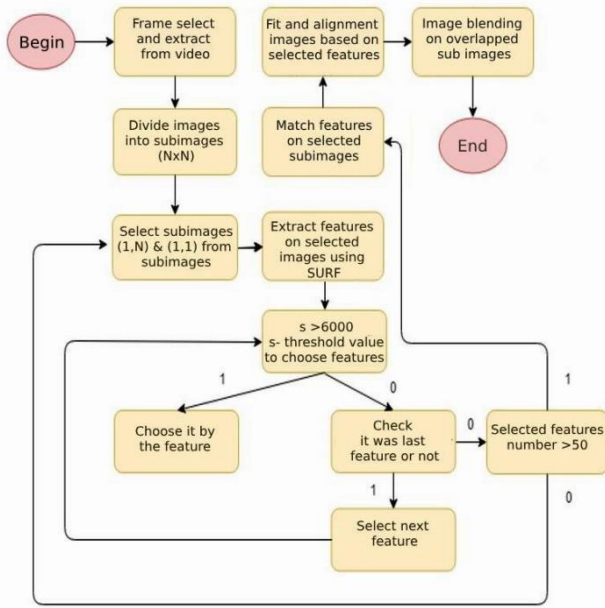 Begin
Frame select
and extract
from video
Divide images
into subimages
(NxN)
Select subimages
(1,N) & (1,1) from
subimages
Extract features
on selected
images using
SURF
s >6000
s- threshold value
to choose features
1
0
Choose it by
the feature
Check
it was last
feature or not
0
1
Select next
feature
Selected features
number >50
1
0
Match features
on selected
subimages
Fit and alignment
images based on
selected features
Image blending
on overlapped
sub images
End